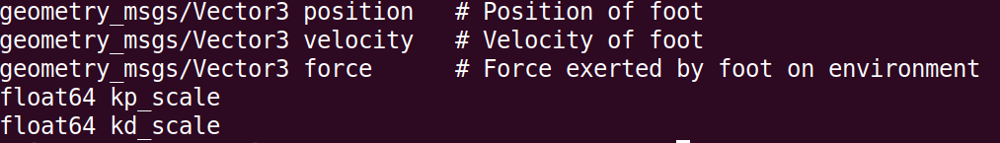 geometry_msgs/Vector3 position   # Position of foot
geometry_msgs/Vector3 velocity   # Velocity of foot
geometry_msgs/Vector3 force      # Force exerted by foot on environment
float64 kp_scale
float64 kd_scale